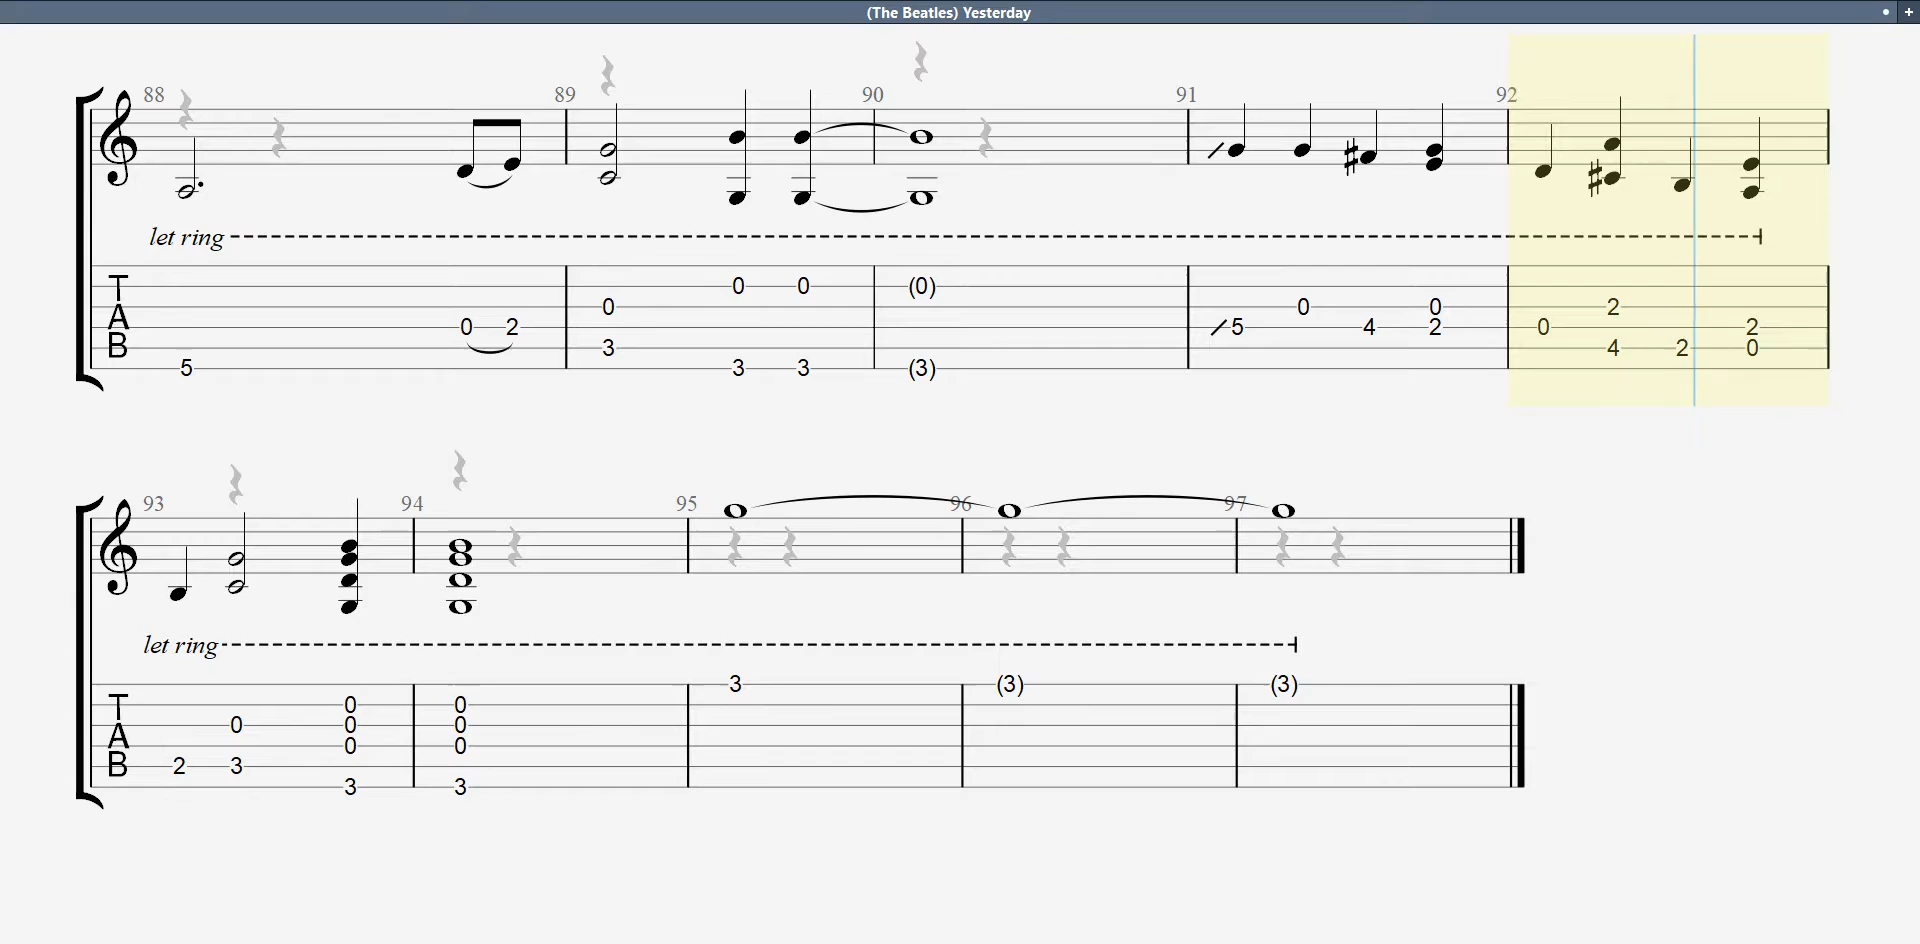 (The Beatles) Yesterday
88 89 90 91 92
let ring
T
A
B
0 0 (0)
0 0 0 2
0 2 5 4 2 0 2
3 4 2 0
5 3 3 (3)
93 94 95 96 97
let ring
T
A
B
3 (3) (3)
0 0
0 0 0
0 0
2 3
3 3